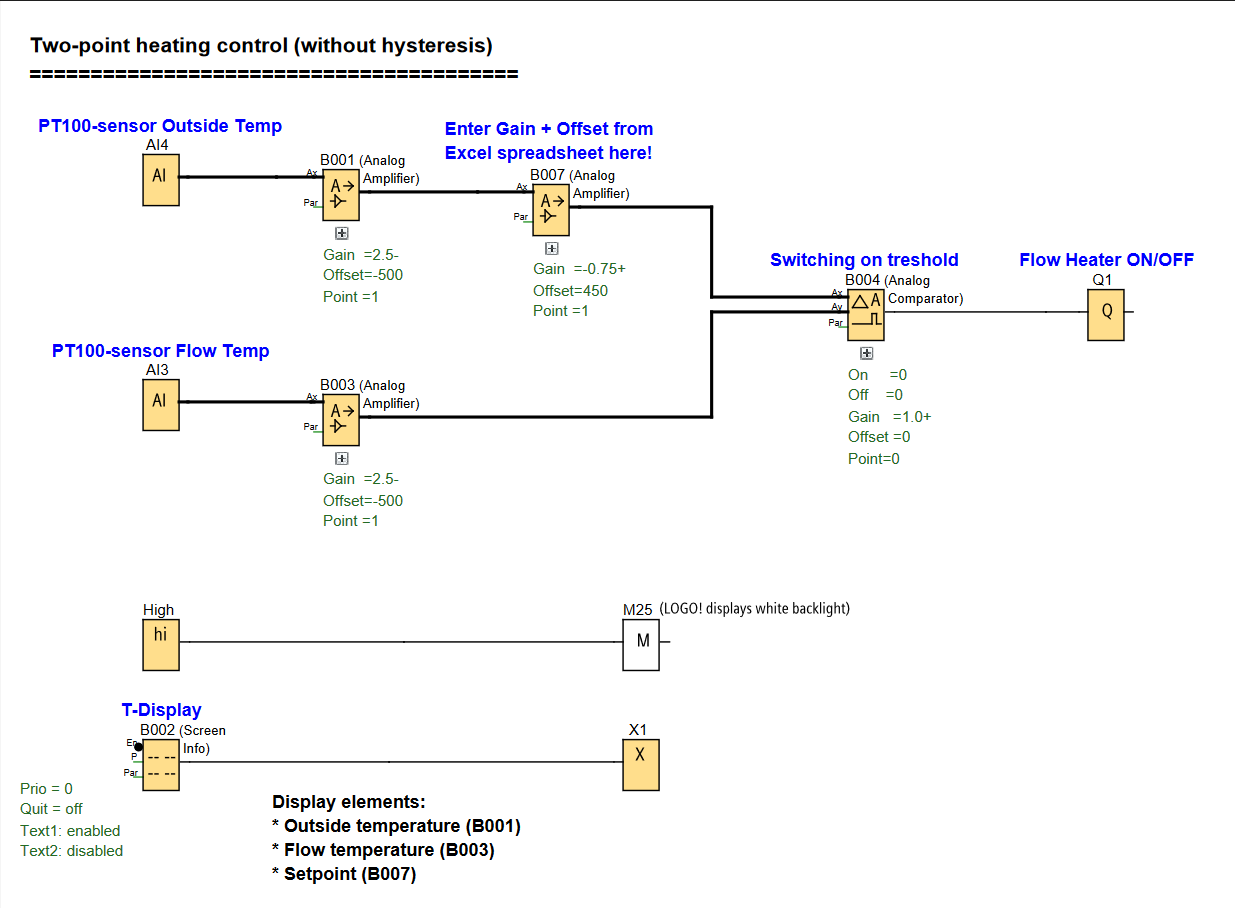 Two-point heating control (without hysteresis)
========================================
PT100-sensor Outside Temp
AI4
AI
B001 (Analog
Amplifier)
Ax
A→
Par
Gain =2.5-
Offset=-500
Point =1
Enter Gain + Offset from
Excel spreadsheet here!
B007 (Analog
Amplifier)
Ax
A→
Par
Gain =-0.75+
Offset=450
Point =1
Switching on treshold
B004 (Analog
Comparator)
Ax
Ay
Par
△A
On =0
Off =0
Gain =1.0+
Offset =0
Point=0
Flow Heater ON/OFF
Q1
Q
PT100-sensor Flow Temp
AI3
AI
B003 (Analog
Amplifier)
Ax
A→
Par
Gain =2.5-
Offset=-500
Point =1
High
hi
M25 (LOGO! displays white backlight)
M
T-Display
B002 (Screen
Info)
En
P
Par
-- --
-- --
X1
X
Prio = 0
Quit = off
Text1: enabled
Text2: disabled
Display elements:
* Outside temperature (B001)
* Flow temperature (B003)
* Setpoint (B007)